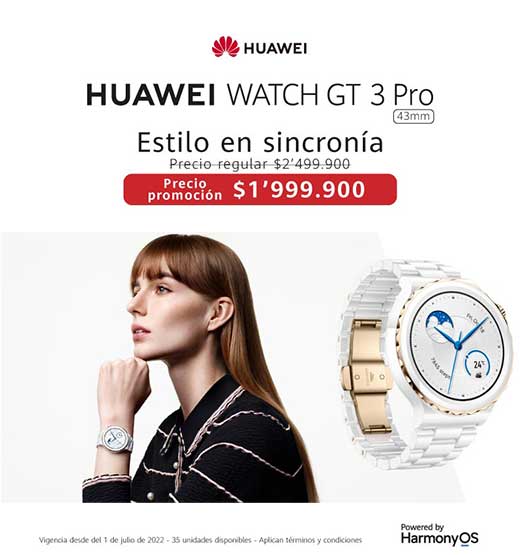 HUAWEI
HUAWEI WATCH GT 3 Pro
43mm
Estilo en sincronía
Precio regular $2'499.900
Precio promoción $1'999.900
24°
7465 steps
Vigencia desde del 1 de julio de 2022 - 35 unidades disponibles - Aplican términos y condiciones
Powered by
HarmonyOS